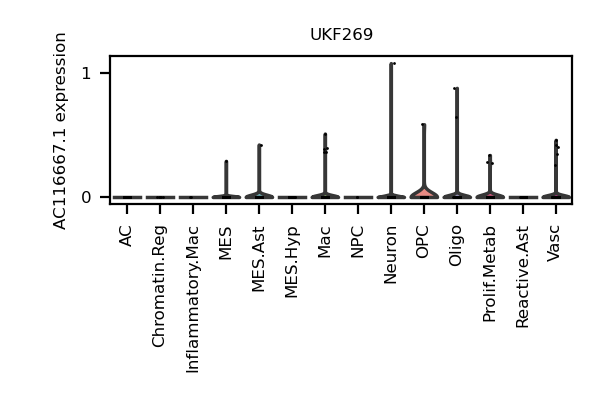 UKF269
AC116667.1 expression
1
0
AC
Chromatin.Reg
Inflammatory.Mac
MES
MES.Ast
MES.Hyp
Mac
NPC
Neuron
OPC
Oligo
Prolif.Metab
Reactive.Ast
Vasc